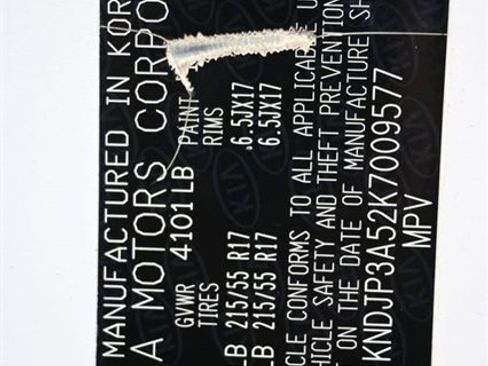 MANUFACTURED IN KOR
A MOTORS CORPO
GVWR 4101LB PAINT
TIRES RIMS
LB 215/55 R17 6.5JX17
LB 215/55 R17 6.5JX17
CLE CONFORMS TO ALL APPLICABLE U
HICLE SAFETY AND THEFT PREVENTION
ON THE DATE OF MANUFACTURE SH
KNDJP3A52K7009577
MPV